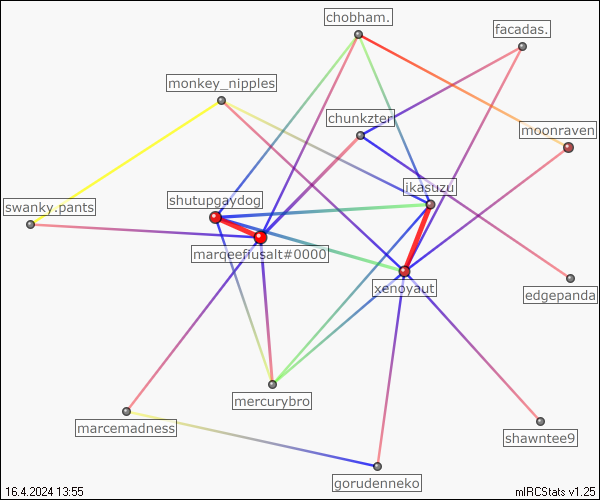 chobham.
facadas.
monkey_nipples
chunkzter
moonraven
ikasuzu
shutupgaydog
swanky.pants
marqeeflusalt#0000
xenoyaut
edgepanda
mercurybro
marcemadness
shawntee9
gorudenneko
16.4.2024 13:55
mIRCStats v1.25